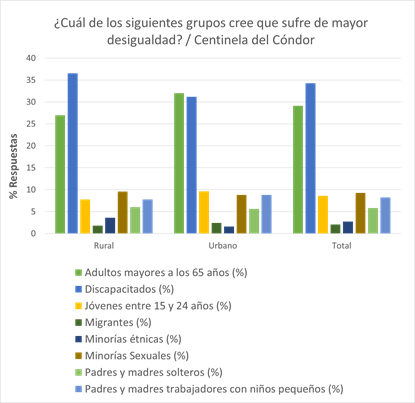 ¿Cuál de los siguientes grupos cree que sufre de mayor
desigualdad? / Centinela del Cóndor
% Respuestas
40
35
30
25
20
15
10
5
0
Rural Urbano Total
Adultos mayores a los 65 años (%)
Discapacitados (%)
Jóvenes entre 15 y 24 años (%)
Migrantes (%)
Minorías étnicas (%)
Minorías Sexuales (%)
Padres y madres solteros (%)
Padres y madres trabajadores con niños pequeños (%)